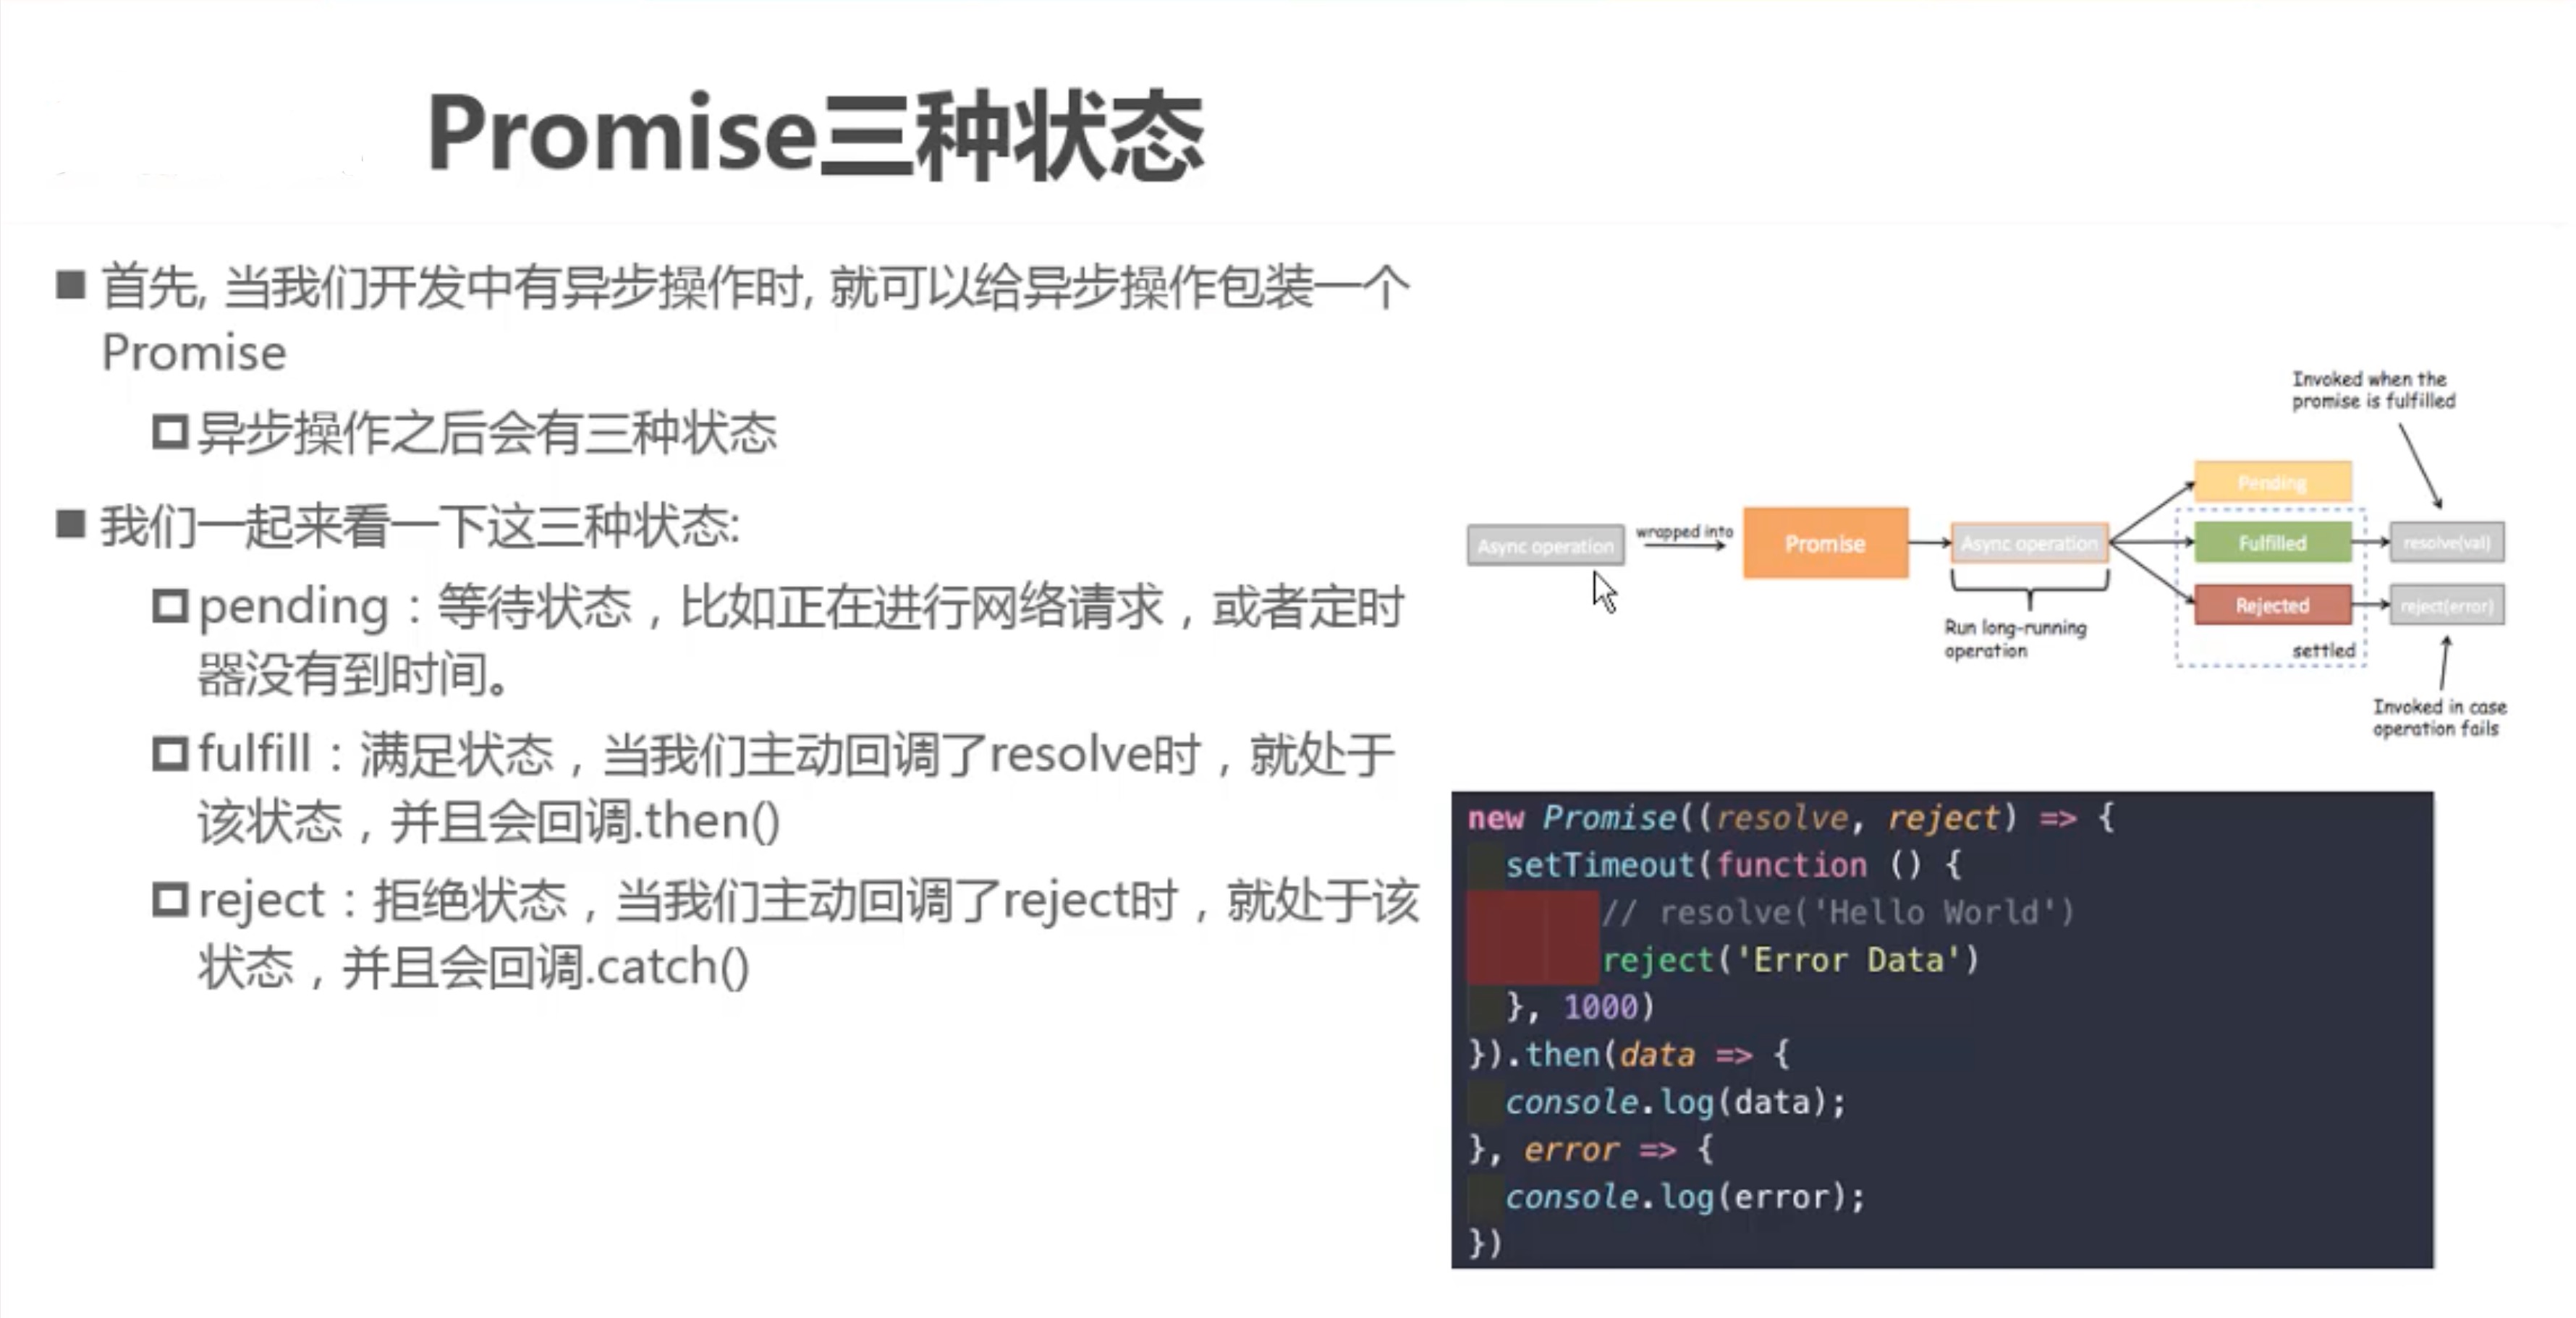 Promise三种状态
■ 首先, 当我们开发中有异步操作时, 就可以给异步操作包装一个
Promise
异步操作之后会有三种状态
■ 我们一起来看一下这三种状态:
pending：等待状态，比如正在进行网络请求，或者定时
器没有到时间。
fulfill：满足状态，当我们主动回调了resolve时，就处于
该状态，并且会回调.then()
reject：拒绝状态，当我们主动回调了reject时，就处于该
状态，并且会回调.catch()
Invoked when the
promise is fulfilled
Async operation
wrapped into
Promise
Async operation
Pending
Fulfilled
resolve(val)
Rejected
reject(error)
Run long-running
operation
settled
Invoked in case
operation fails
new Promise((resolve, reject) => {
setTimeout(function () {
// resolve('Hello World')
reject('Error Data')
}, 1000)
}).then(data => {
console.log(data);
}, error => {
console.log(error);
})